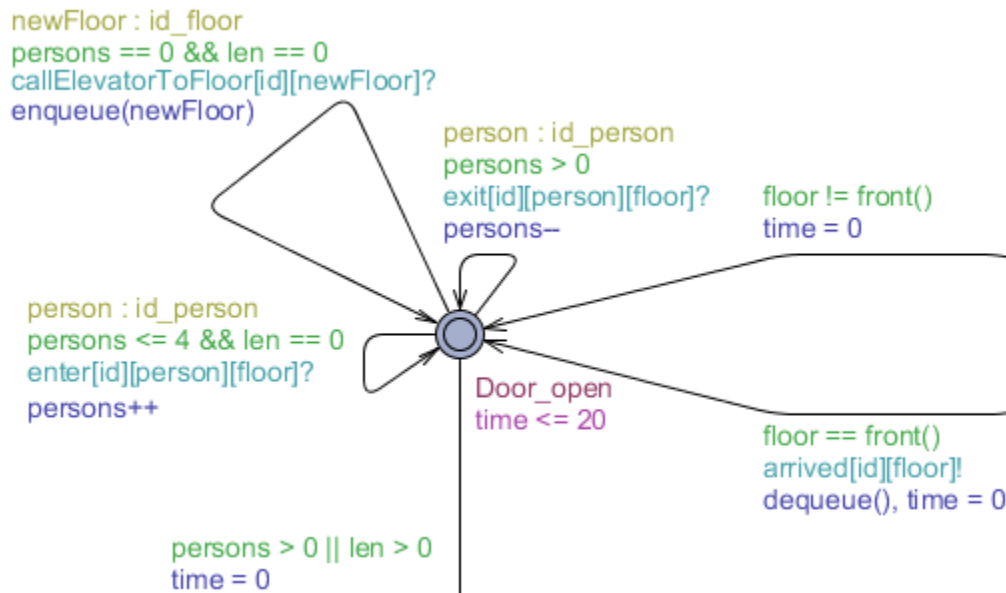 newFloor : id_floor
persons == 0 && len == 0
callElevatorToFloor[id][newFloor]?
enqueue(newFloor)
person : id_person
persons > 0
exit[id][person][floor]?
persons--
floor != front()
time = 0
person : id_person
persons <= 4 && len == 0
enter[id][person][floor]?
persons++
Door_open
time <= 20
floor == front()
arrived[id][floor]!
dequeue(), time = 0
persons > 0 || len > 0
time = 0